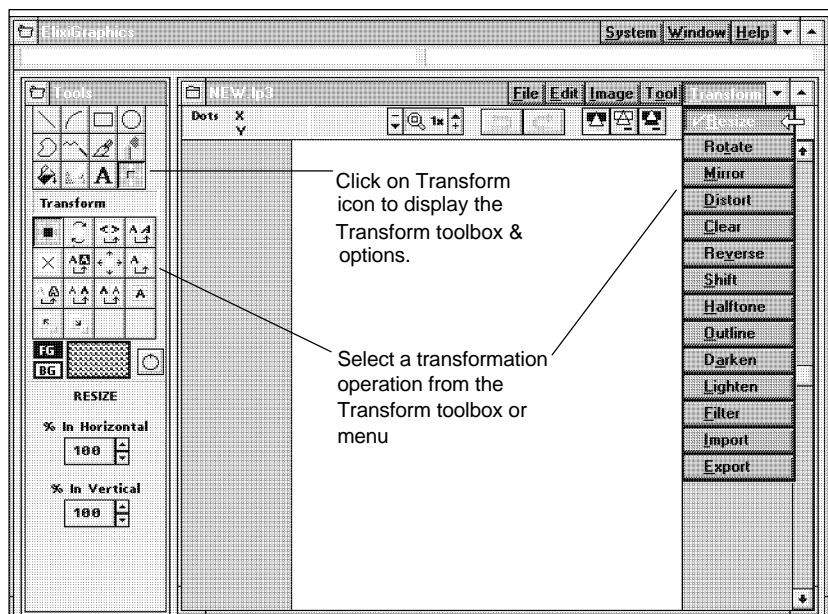 ElixiGraphics
System Window Help
Tools
NEW.lp3
File Edit Image Tool Transform
Dots X
Y
1x
A
Transform
FG
BG
RESIZE
% In Horizontal
100
% In Vertical
100
Click on Transform
icon to display the
Transform toolbox &
options.
Select a transformation
operation from the
Transform toolbox or
menu
Resize
Rotate
Mirror
Distort
Clear
Reverse
Shift
Halftone
Outline
Darken
Lighten
Filter
Import
Export